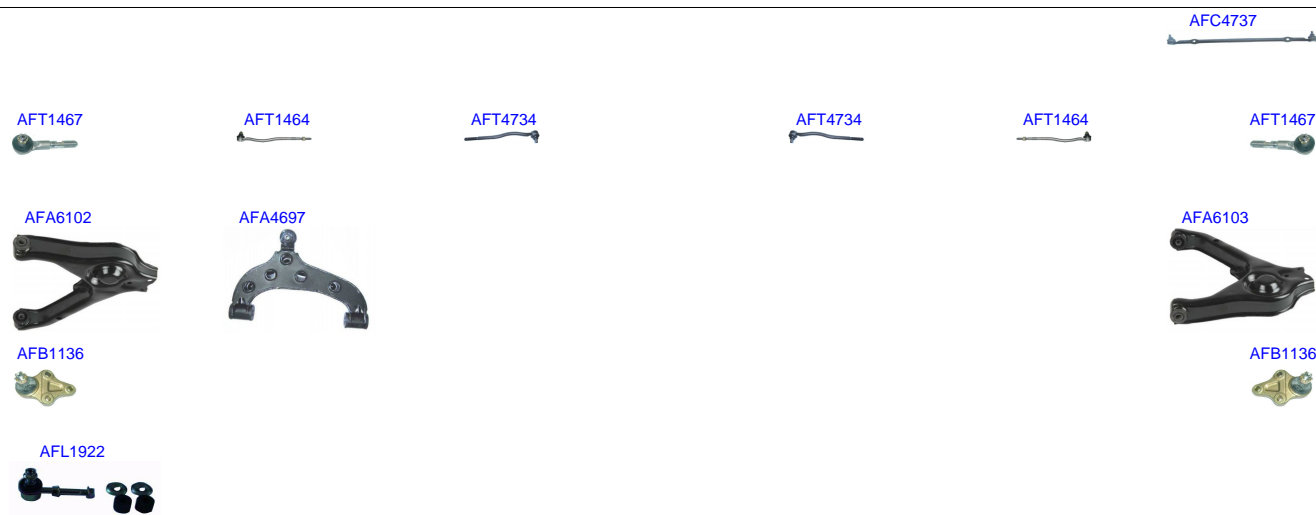 AFC4737
AFT1467 AFT1464 AFT4734 AFT4734 AFT1464 AFT1467
AFA6102 AFA4697 AFA6103
AFB1136 AFB1136
AFL1922